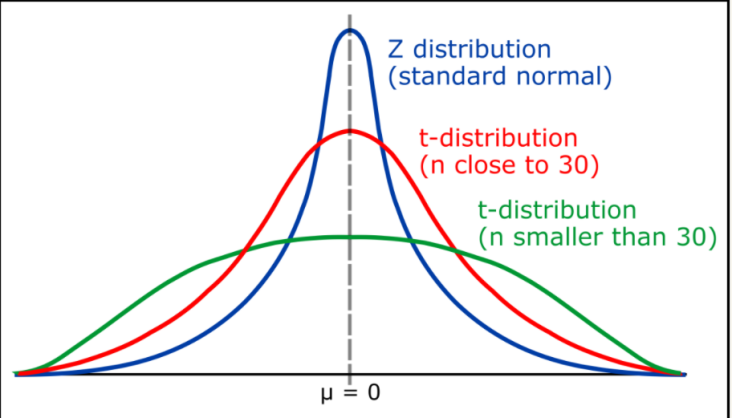 Z distribution
(standard normal)
t-distribution
(n close to 30)
t-distribution
(n smaller than 30)
μ = 0